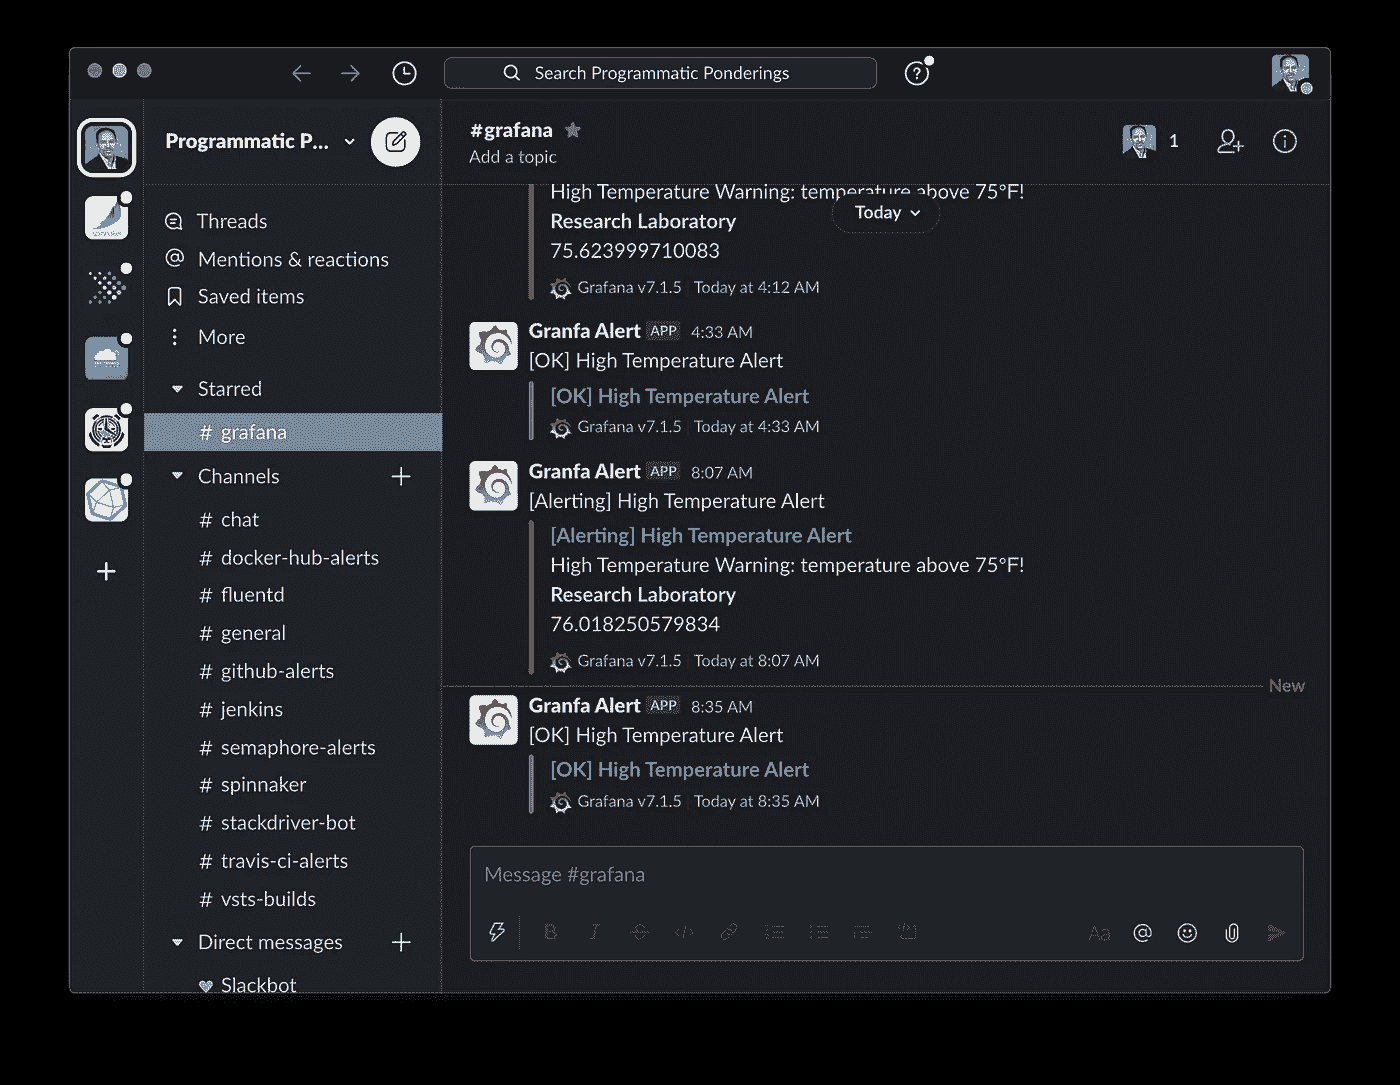 Search Programmatic Ponderings
Programmatic P...
Threads
Mentions & reactions
Saved items
More
Starred
# grafana
Channels
# chat
# docker-hub-alerts
# fluentd
# general
# github-alerts
# jenkins
# semaphore-alerts
# spinnaker
# stackdriver-bot
# travis-ci-alerts
# vsts-builds
Direct messages
Slackbot
#grafana
Add a topic
1
High Temperature Warning: temperature above 75°F!
Today
Research Laboratory
75.623999710083
Grafana v7.1.5 Today at 4:12 AM
Granfa Alert APP 4:33 AM
[OK] High Temperature Alert
[OK] High Temperature Alert
Grafana v7.1.5 Today at 4:33 AM
Granfa Alert APP 8:07 AM
[Alerting] High Temperature Alert
[Alerting] High Temperature Alert
High Temperature Warning: temperature above 75°F!
Research Laboratory
76.018250579834
Grafana v7.1.5 Today at 8:07 AM
New
Granfa Alert APP 8:35 AM
[OK] High Temperature Alert
[OK] High Temperature Alert
Grafana v7.1.5 Today at 8:35 AM
Message #grafana
B I S </> Aa @